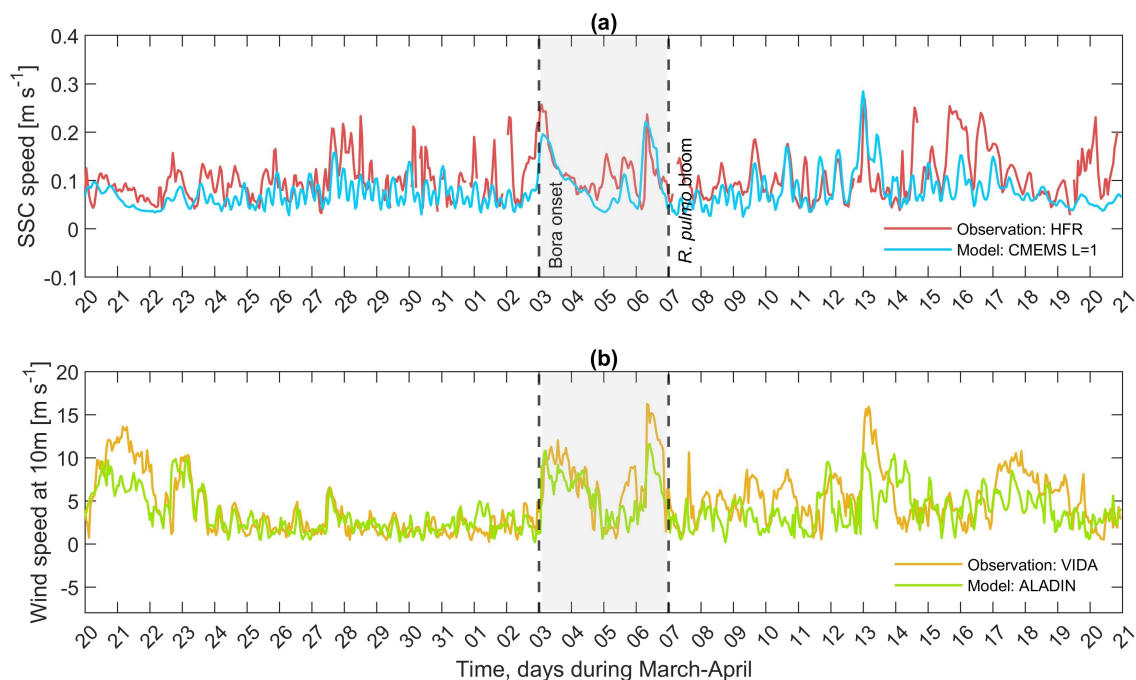 (a)
SSC speed [m s-1]
0.4
0.3
0.2
0.1
0
-0.1
Bora onset
R. pulmo bloom
Observation: HFR
Model: CMEMS L=1
20 21 22 23 24 25 26 27 28 29 30 31 01 02 03 04 05 06 07 04 09 10 11 12 13 14 15 16 17 18 19 20 21
(b)
Wind speed at 10m [m s-1]
20
15
10
5
0
-5
Observation: VIDA
Model: ALADIN
20 21 22 23 24 25 26 27 28 29 30 31 01 02 03 04 05 06 07 04 09 10 11 12 13 14 15 16 17 18 19 20 21
Time, days during March-April